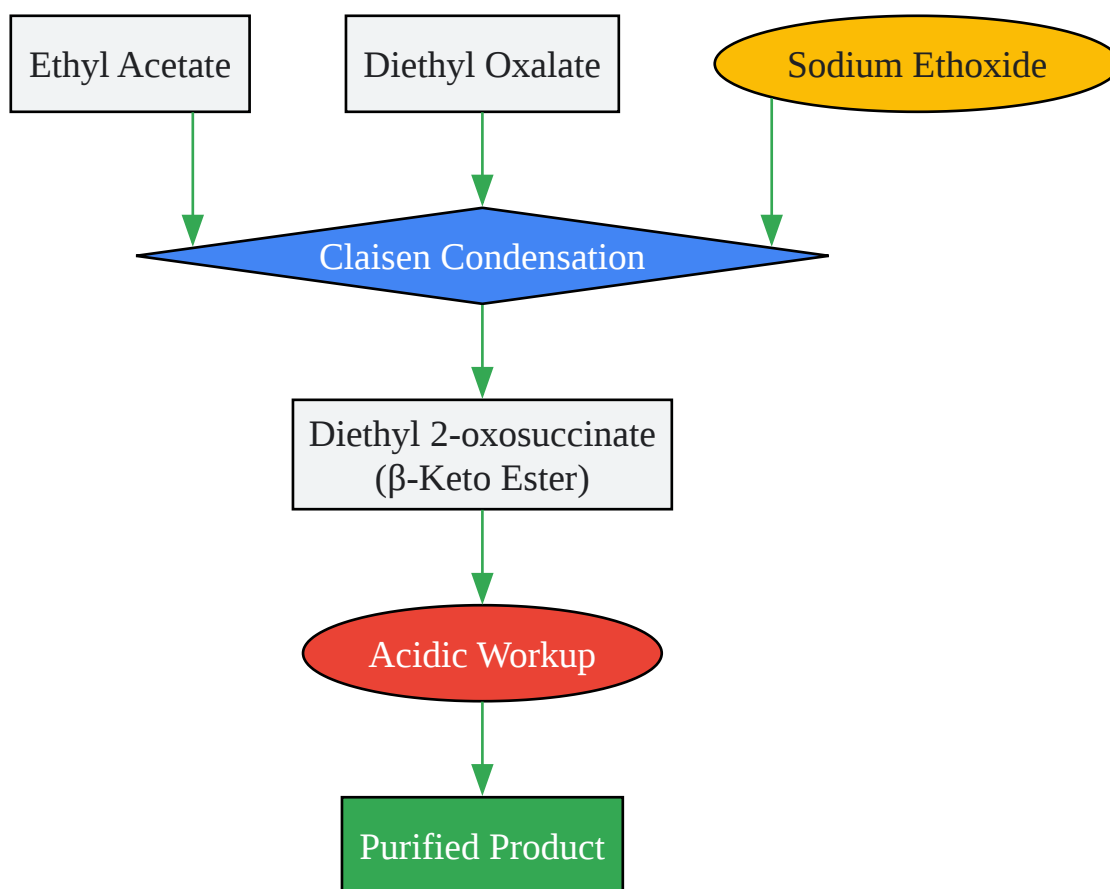 Ethyl Acetate
Diethyl Oxalate
Sodium Ethoxide
Claisen Condensation
Diethyl 2-oxosuccinate
(β-Keto Ester)
Acidic Workup
Purified Product